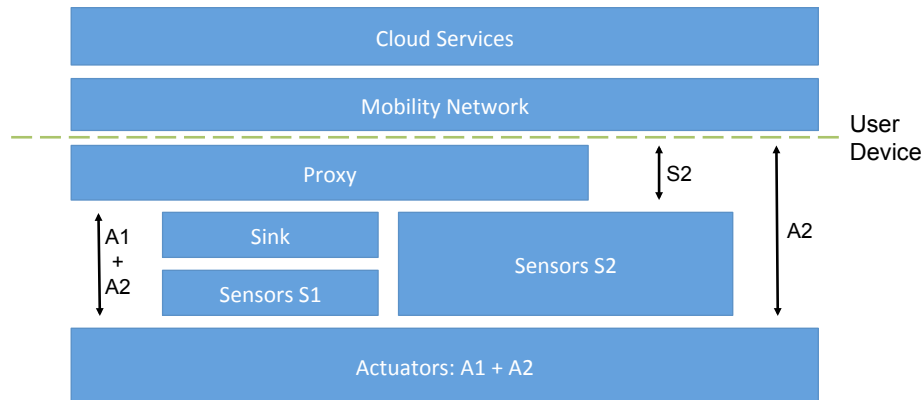 Cloud Services
Mobility Network
User
Device
Proxy
S2
A1
+
A2
Sink
Sensors S1
Sensors S2
A2
Actuators: A1 + A2